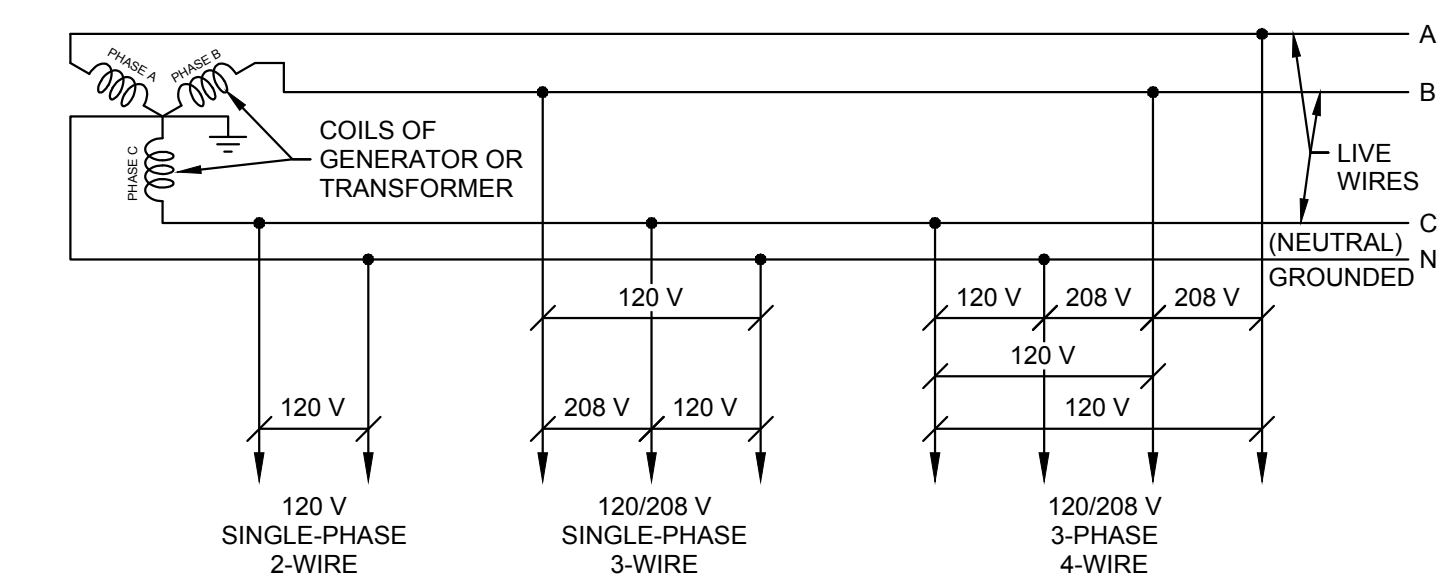 A
PHASE A
PHASE B
B
PHASE C
COILS OF
GENERATOR OR
TRANSFORMER
LIVE
WIRES
C
(NEUTRAL)
N
GROUNDED
120 V
120 V
208 V
208 V
120 V
120 V
208 V
120 V
120 V
120 V
SINGLE-PHASE
2-WIRE
120/208 V
SINGLE-PHASE
3-WIRE
120/208 V
3-PHASE
4-WIRE